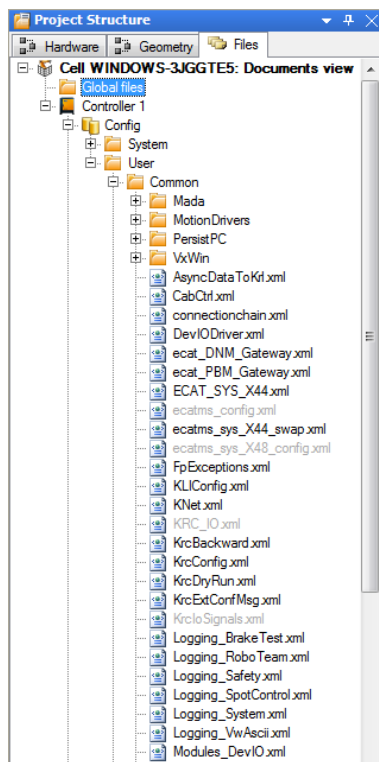 Project Structure
Hardware Geometry Files
Cell WINDOWS-3JGGTE5: Documents view
Global files
Controller 1
Config
System
User
Common
Mada
MotionDrivers
PersistPC
VxWin
AsyncDataToKrl.xml
CabCtrl.xml
connectionchain.xml
DevIODriver.xml
ecat_DNM_Gateway.xml
ecat_PBM_Gateway.xml
ECAT_SYS_X44.xml
ecatms_config.xml
ecatms_sys_X44_swap.xml
ecatms_sys_X48_config.xml
FpExceptions.xml
KLIConfig.xml
KNet.xml
KRC_IO.xml
KrcBackward.xml
KrcConfig.xml
KrcDryRun.xml
KrcExtConfMsg.xml
KrcIoSignals.xml
Logging_BrakeTest.xml
Logging_RoboTeam.xml
Logging_Safety.xml
Logging_SpotControl.xml
Logging_System.xml
Logging_VwAscii.xml
Modules_DevIO.xml